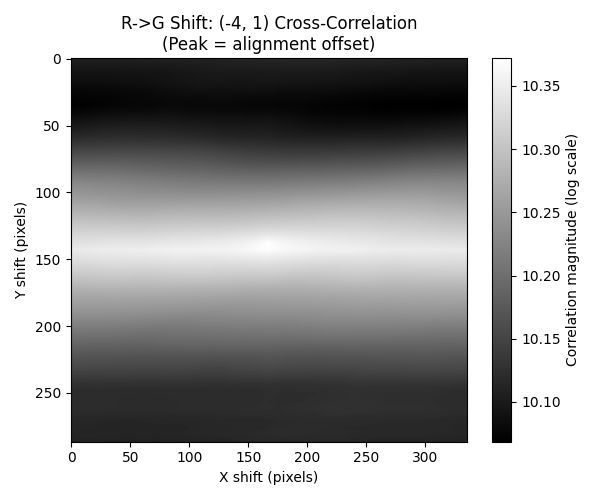 R->G Shift: (-4, 1) Cross-Correlation
(Peak = alignment offset)
0
50
100
150
200
250
Y shift (pixels)
0 50 100 150 200 250 300
X shift (pixels)
10.35
10.30
10.25
10.20
10.15
10.10
Correlation magnitude (log scale)